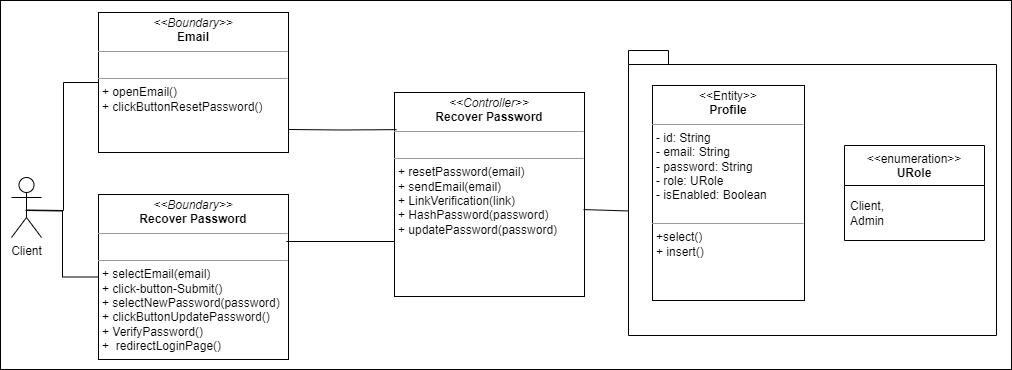 <<Boundary>>
Email
+ openEmail()
+ clickButtonResetPassword()
Client
<<Boundary>>
Recover Password
+ selectEmail(email)
+ click-button-Submit()
+ selectNewPassword(password)
+ clickButtonUpdatePassword()
+ VerifyPassword()
+ redirectLoginPage()
<<Controller>>
Recover Password
+ resetPassword(email)
+ sendEmail(email)
+ LinkVerification(link)
+ HashPassword(password)
+ updatePassword(password)
<<Entity>>
Profile
- id: String
- email: String
- password: String
- role: URole
- isEnabled: Boolean
+select()
+ insert()
<<enumeration>>
URole
Client,
Admin